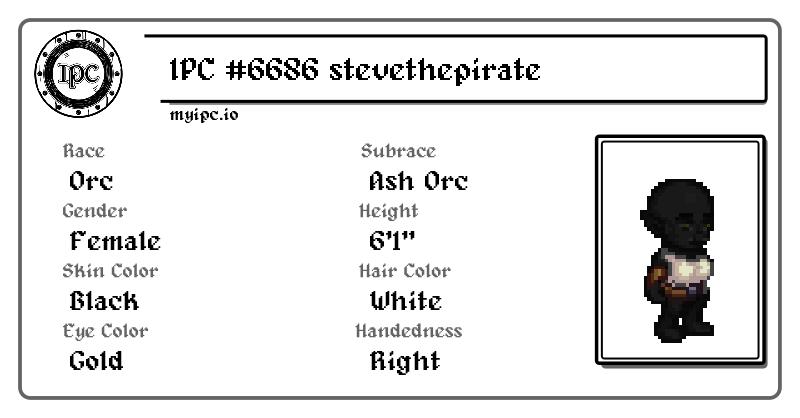 IPC
IPC #6686 stevethepirate
myipc.io
Race
Subrace
Orc
Ash Orc
Gender
Height
Female
6'1"
Skin Color
Hair Color
Black
White
Eye Color
Handedness
Gold
Right